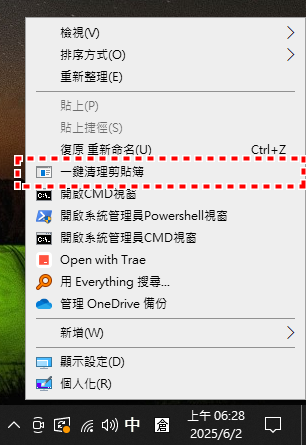 檢視(V)
排序方式(O)
重新整理(E)
貼上(P)
貼上捷徑(S)
復原 重新命名(U) Ctrl+Z
一鍵清理剪貼簿
開啟CMD視窗
開啟系統管理員Powershell視窗
開啟系統管理員CMD視窗
Open with Trae
用 Everything 搜尋...
管理 OneDrive 備份
新增(W)
顯示設定(D)
個人化(R)
中 倉 上午 06:28
2025/6/2